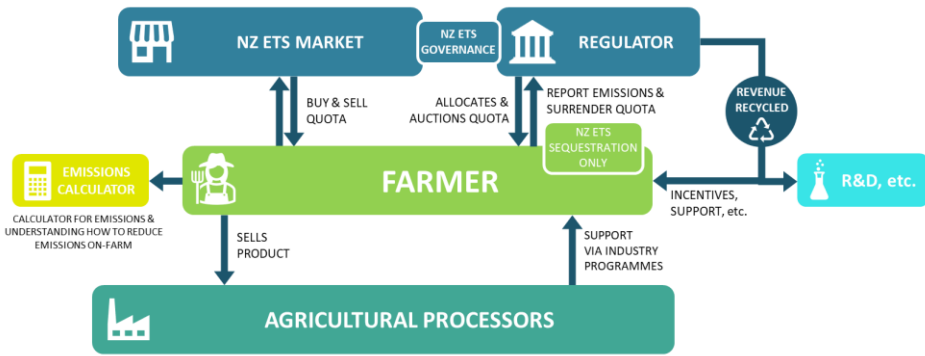 NZ ETS MARKET
NZ ETS
GOVERNANCE
REGULATOR
BUY & SELL
QUOTA
ALLOCATES &
AUCTIONS QUOTA
REPORT EMISSIONS &
SURRENDER QUOTA
REVENUE
RECYCLED
NZ ETS
SEQUESTRATION
ONLY
EMISSIONS
CALCULATOR
FARMER
R&D, etc.
CALCULATOR FOR EMISSIONS &
UNDERSTANDING HOW TO REDUCE
EMISSIONS ON-FARM
INCENTIVES,
SUPPORT, etc.
SELLS
PRODUCT
SUPPORT
VIA INDUSTRY
PROGRAMMES
AGRICULTURAL PROCESSORS